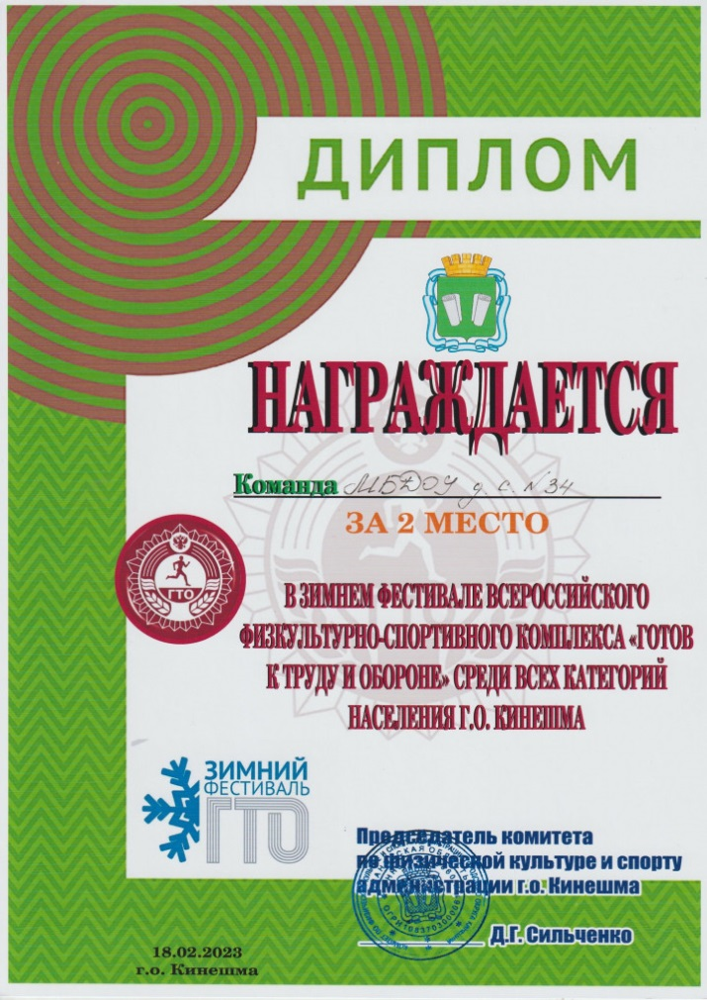 ДИПЛОМ
НАГРАЖДАЕТСЯ
Команда МБДОУ д. с. №34
ЗА 2 МЕСТО
ГТО
В ЗИМНЕМ ФЕСТИВАЛЕ ВСЕРОССИЙСКОГО
ФИЗКУЛЬТУРНО-СПОРТИВНОГО КОМПЛЕКСА «ГОТОВ
К ТРУДУ И ОБОРОНЕ» СРЕДИ ВСЕХ КАТЕГОРИЙ
НАСЕЛЕНИЯ Г.О. КИНЕШМА
ЗИМНИЙ
ФЕСТИВАЛЬ
ГТО
Председатель комитета
по физической культуре и спорту
администрации г.о. Кинешма
Д.Г. Сильченко
18.02.2023
г.о. Кинешма